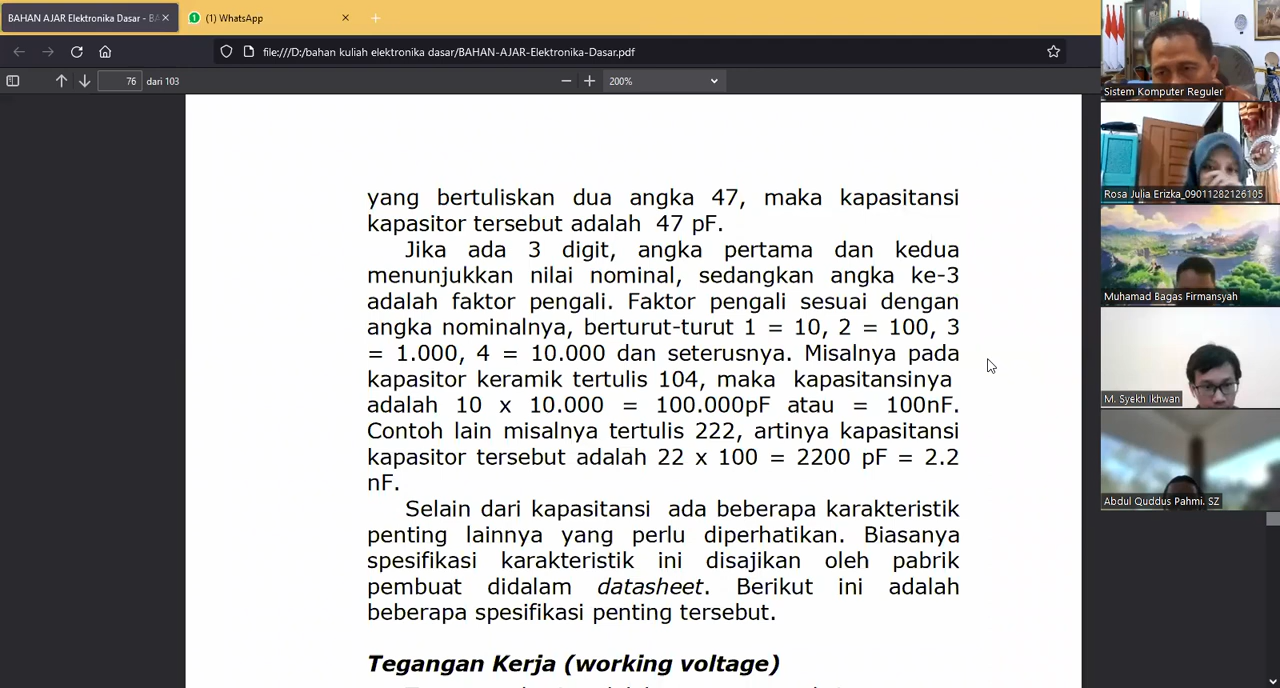 BAHAN AJAR Elektronika Dasar - BA
(1) WhatsApp
file:///D:/bahan kuliah elektronika dasar/BAHAN-AJAR-Elektronika-Dasar.pdf
76 dari 103
200%
yang bertuliskan dua angka 47, maka kapasitansi
kapasitor tersebut adalah 47 pF.
Jika ada 3 digit, angka pertama dan kedua
menunjukkan nilai nominal, sedangkan angka ke-3
adalah faktor pengali. Faktor pengali sesuai dengan
angka nominalnya, berturut-turut 1 = 10, 2 = 100, 3
= 1.000, 4 = 10.000 dan seterusnya. Misalnya pada
kapasitor keramik tertulis 104, maka kapasitansinya
adalah 10 x 10.000 = 100.000pF atau = 100nF.
Contoh lain misalnya tertulis 222, artinya kapasitansi
kapasitor tersebut adalah 22 x 100 = 2200 pF = 2.2
nF.
Selain dari kapasitansi ada beberapa karakteristik
penting lainnya yang perlu diperhatikan. Biasanya
spesifikasi karakteristik ini disajikan oleh pabrik
pembuat didalam datasheet. Berikut ini adalah
beberapa spesifikasi penting tersebut.
Tegangan Kerja (working voltage)
Sistem Komputer Reguler
Rosa Julia Erizka_09011282126105
Muhamad Bagas Firmansyah
M. Syekh Ikhwan
Abdul Quddus Pahmi. SZ